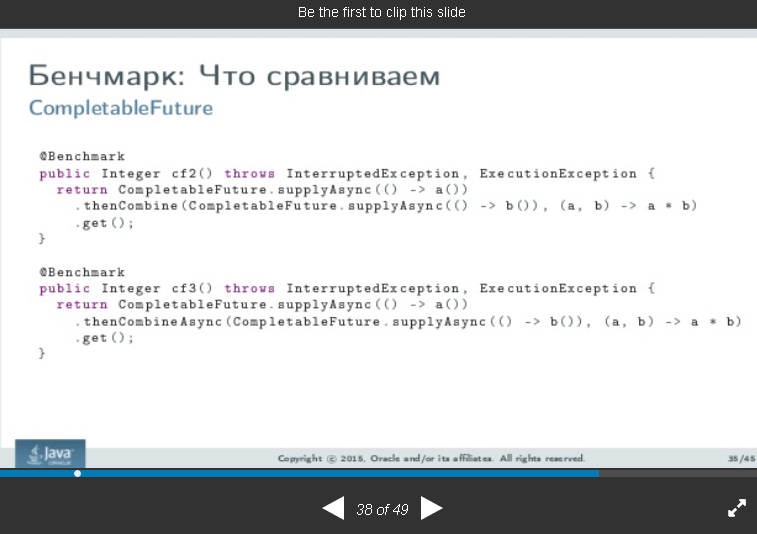 Be the first to clip this slide
Бенчмарк: Что сравниваем
CompletableFuture
@Benchmark
public Integer cf2() throws InterruptedException, ExecutionException {
return CompletableFuture.supplyAsync(() -> a())
.thenCombine(CompletableFuture.supplyAsync(() -> b()), (a, b) -> a * b)
.get();
}
@Benchmark
public Integer cf3() throws InterruptedException, ExecutionException {
return CompletableFuture.supplyAsync(() -> a())
.thenCombineAsync(CompletableFuture.supplyAsync(() -> b()), (a, b) -> a * b)
.get();
}
Java
ORACLE
Copyright © 2015, Oracle and/or its affiliates. All rights reserved.
35/45
38 of 49